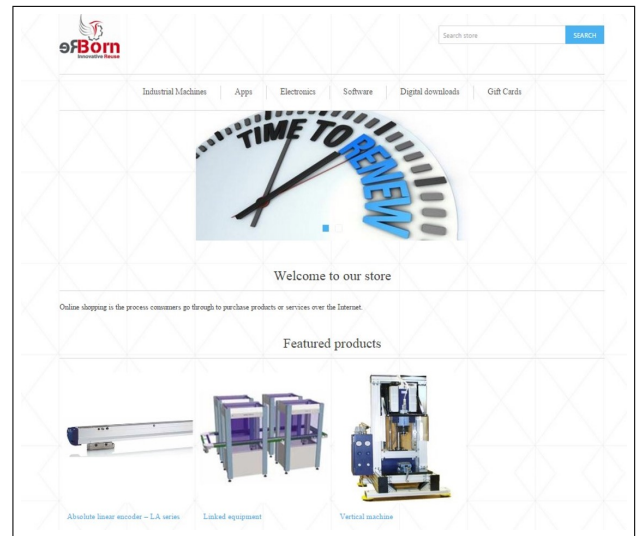 ReBorn
Innovative Reuse
Search store
SEARCH
Industrial Machines
Apps
Electronics
Software
Digital downloads
Gift Cards
TIME TO RENEW
Welcome to our store
Online shopping is the process consumers go through to purchase products or services over the Internet.
Featured products
7
Absolute linear encoder – LA series
Linked equipment
Vertical machine